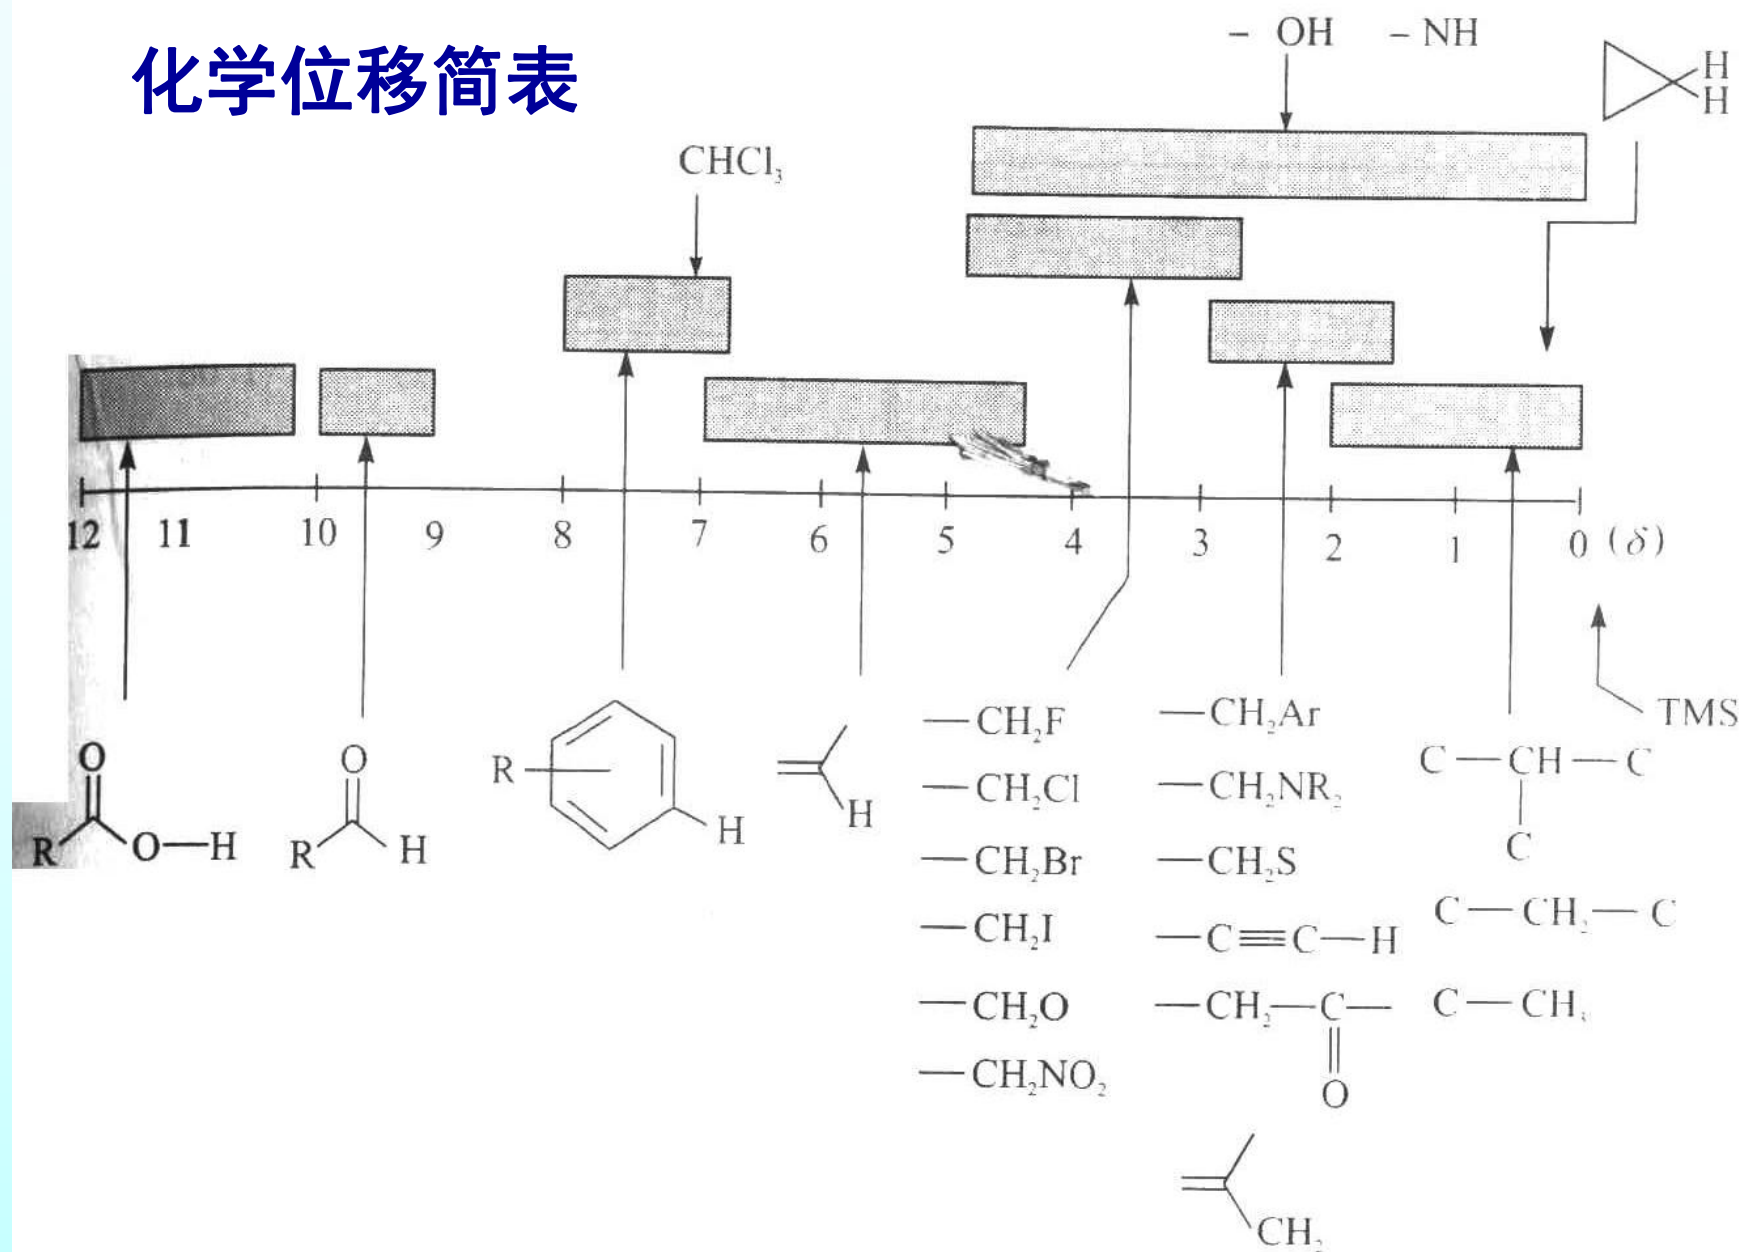 化学位移简表
– OH – NH
H
H
CHCl₃
12 11 10 9 8 7 6 5 4 3 2 1 0 (δ)
TMS
O
R O—H
O
R H
R H
H
—CH₂F
—CH₂Cl
—CH₂Br
—CH₂I
—CH₂O
—CH₂NO₂
—CH₂Ar
—CH₂NR₂
—CH₂S
—C≡C—H
—CH₂—C—
O
CH₂
C—CH—C
C
C—CH₂—C
C—CH₃